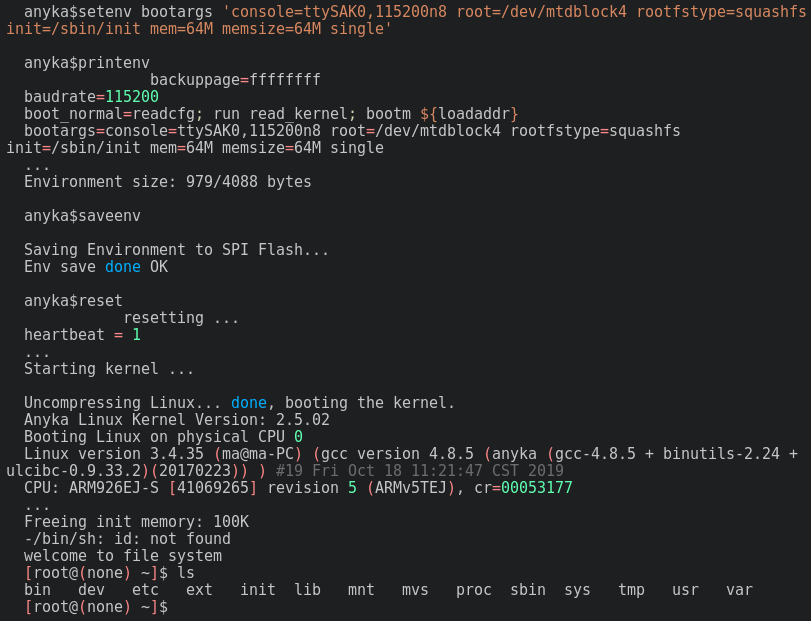 anyka$setenv bootargs 'console=ttySAK0,115200n8 root=/dev/mtdblock4 rootfstype=squashfs
init=/sbin/init mem=64M memsize=64M single'
anyka$printenv
backuppage=ffffffff
baudrate=115200
boot_normal=readcfg; run read_kernel; bootm ${loadaddr}
bootargs=console=ttySAK0,115200n8 root=/dev/mtdblock4 rootfstype=squashfs
init=/sbin/init mem=64M memsize=64M single
...
Environment size: 979/4088 bytes
anyka$saveenv
Saving Environment to SPI Flash...
Env save done OK
anyka$reset
resetting ...
heartbeat = 1
...
Starting kernel ...
Uncompressing Linux... done, booting the kernel.
Anyka Linux Kernel Version: 2.5.02
Booting Linux on physical CPU 0
Linux version 3.4.35 (ma@ma-PC) (gcc version 4.8.5 (anyka (gcc-4.8.5 + binutils-2.24 +
ulcibc-0.9.33.2)(20170223)) ) #19 Fri Oct 18 11:21:47 CST 2019
CPU: ARM926EJ-S [41069265] revision 5 (ARMv5TEJ), cr=00053177
...
Freeing init memory: 100K
-/bin/sh: id: not found
welcome to file system
[root@(none) ~]$ ls
bin   dev   etc   ext   init  lib   mnt   mvs   proc  sbin  sys   tmp   usr   var
[root@(none) ~]$